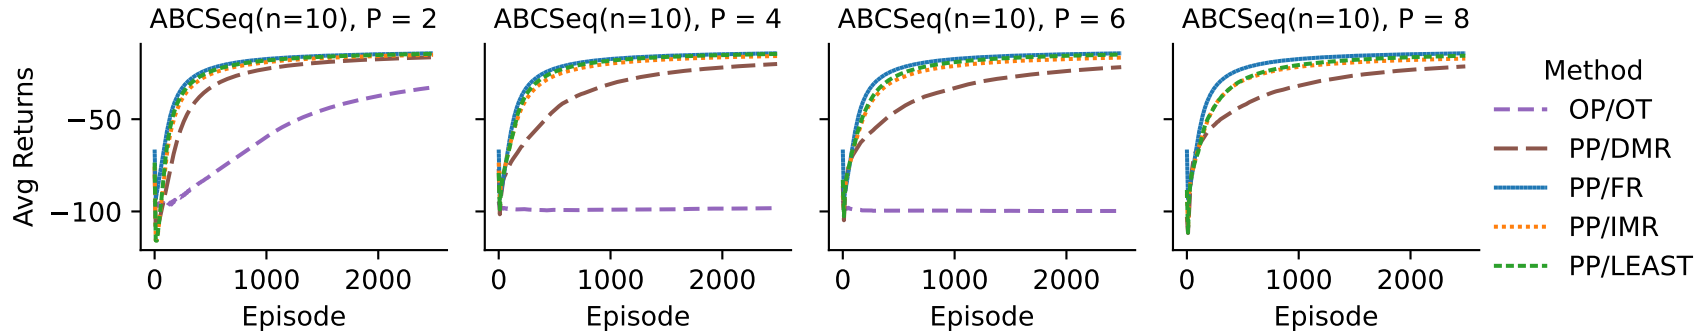 ABCSeq(n=10), P = 2
ABCSeq(n=10), P = 4
ABCSeq(n=10), P = 6
ABCSeq(n=10), P = 8
Avg Returns
−50
−100
0 1000 2000
0 1000 2000
0 1000 2000
0 1000 2000
Episode
Episode
Episode
Episode
Method
OP/OT
PP/DMR
PP/FR
PP/IMR
PP/LEAST